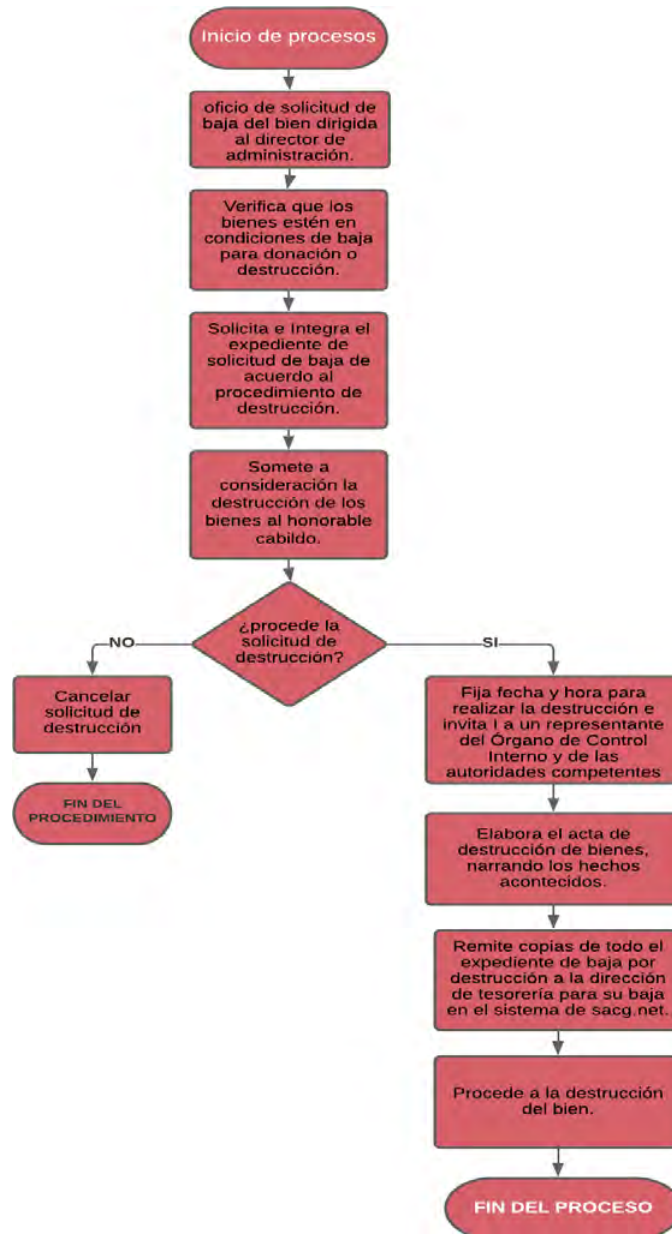 Inicio de procesos
oficio de solicitud de
baja del bien dirigida
al director de
administración.
Verifica que los
bienes estén en
condiciones de baja
para donación o
destrucción.
Solicita e Integra el
expediente de
solicitud de baja de
acuerdo al
procedimiento de
destrucción.
Somete a
consideración la
destrucción de los
bienes al honorable
cabildo.
¿procede la
solicitud de
destrucción?
NO
Cancelar
solicitud de
destrucción
FIN DEL
PROCEDIMIENTO
SI
Fija fecha y hora para
realizar la destrucción e
invita l a un representante
del Órgano de Control
Interno y de las
autoridades competentes
Elabora el acta de
destrucción de bienes,
narrando los hechos
acontecidos.
Remite copias de todo el
expediente de baja por
destrucción a la dirección
de tesorería para su baja
en el sistema de sacg.net.
Procede a la destrucción
del bien.
FIN DEL PROCESO